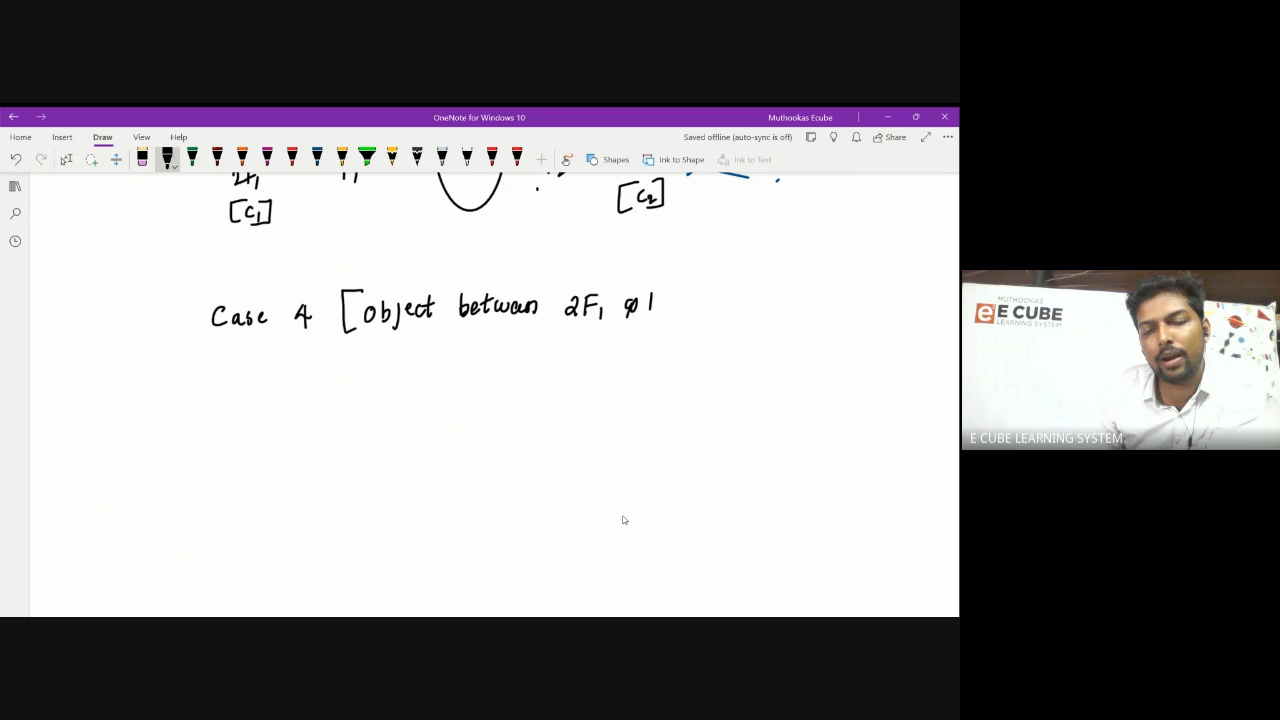 OneNote for Windows 10
Muthookas Ecube
Home Insert Draw View Help
Saved offline (auto-sync is off) Share
Shapes Ink to Shape Ink to Text
2F1
[C1]
[C2]
Case 4 [object between 2F1
MUTHOOKAS
e E CUBE
LEARNING SYSTEM
E CUBE LEARNING SYSTEM